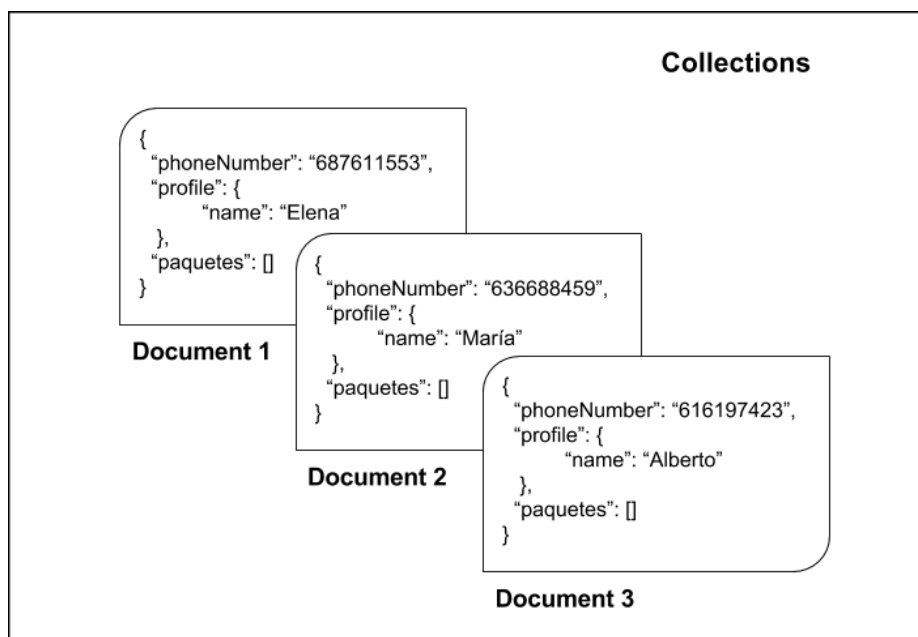 Collections
{
“phoneNumber”: “687611553”,
“profile”: {
“name”: “Elena”
},
“paquetes”: []
}
Document 1
{
“phoneNumber”: “636688459”,
“profile”: {
“name”: “María”
},
“paquetes”: []
}
Document 2
{
“phoneNumber”: “616197423”,
“profile”: {
“name”: “Alberto”
},
“paquetes”: []
}
Document 3